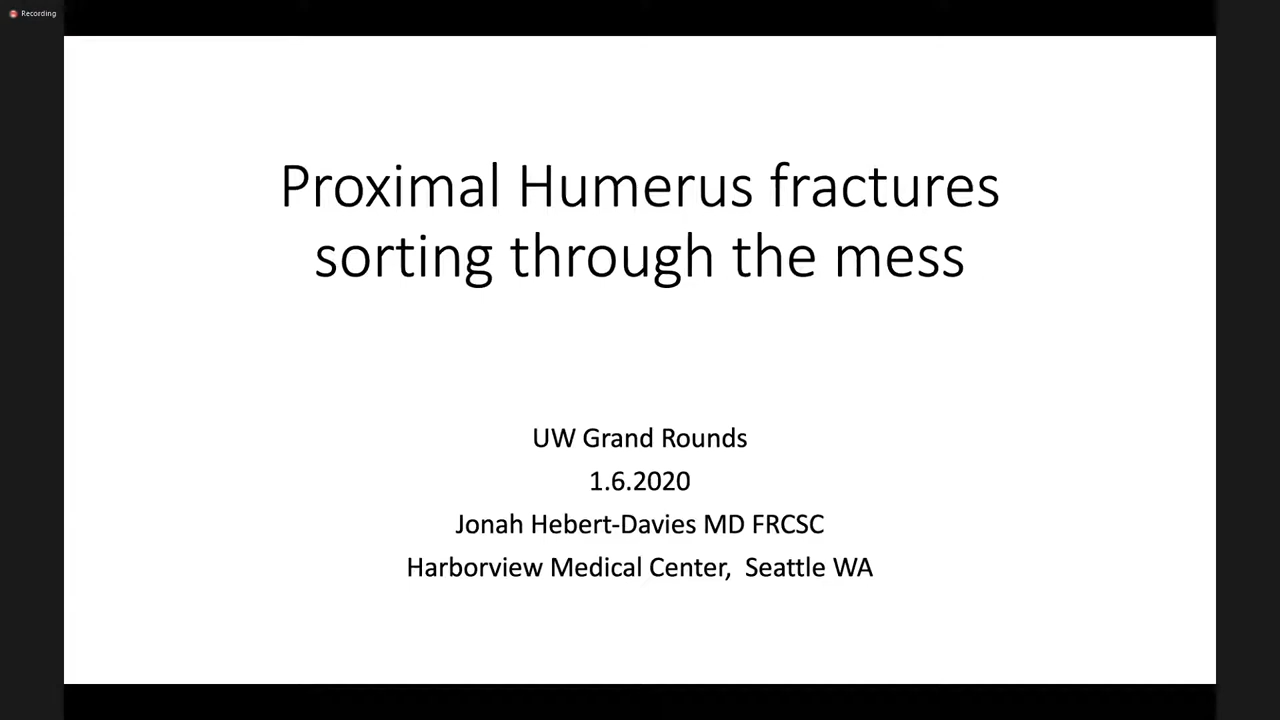 Recording
Proximal Humerus fractures
sorting through the mess
UW Grand Rounds
1.6.2020
Jonah Hebert-Davies MD FRCSC
Harborview Medical Center, Seattle WA